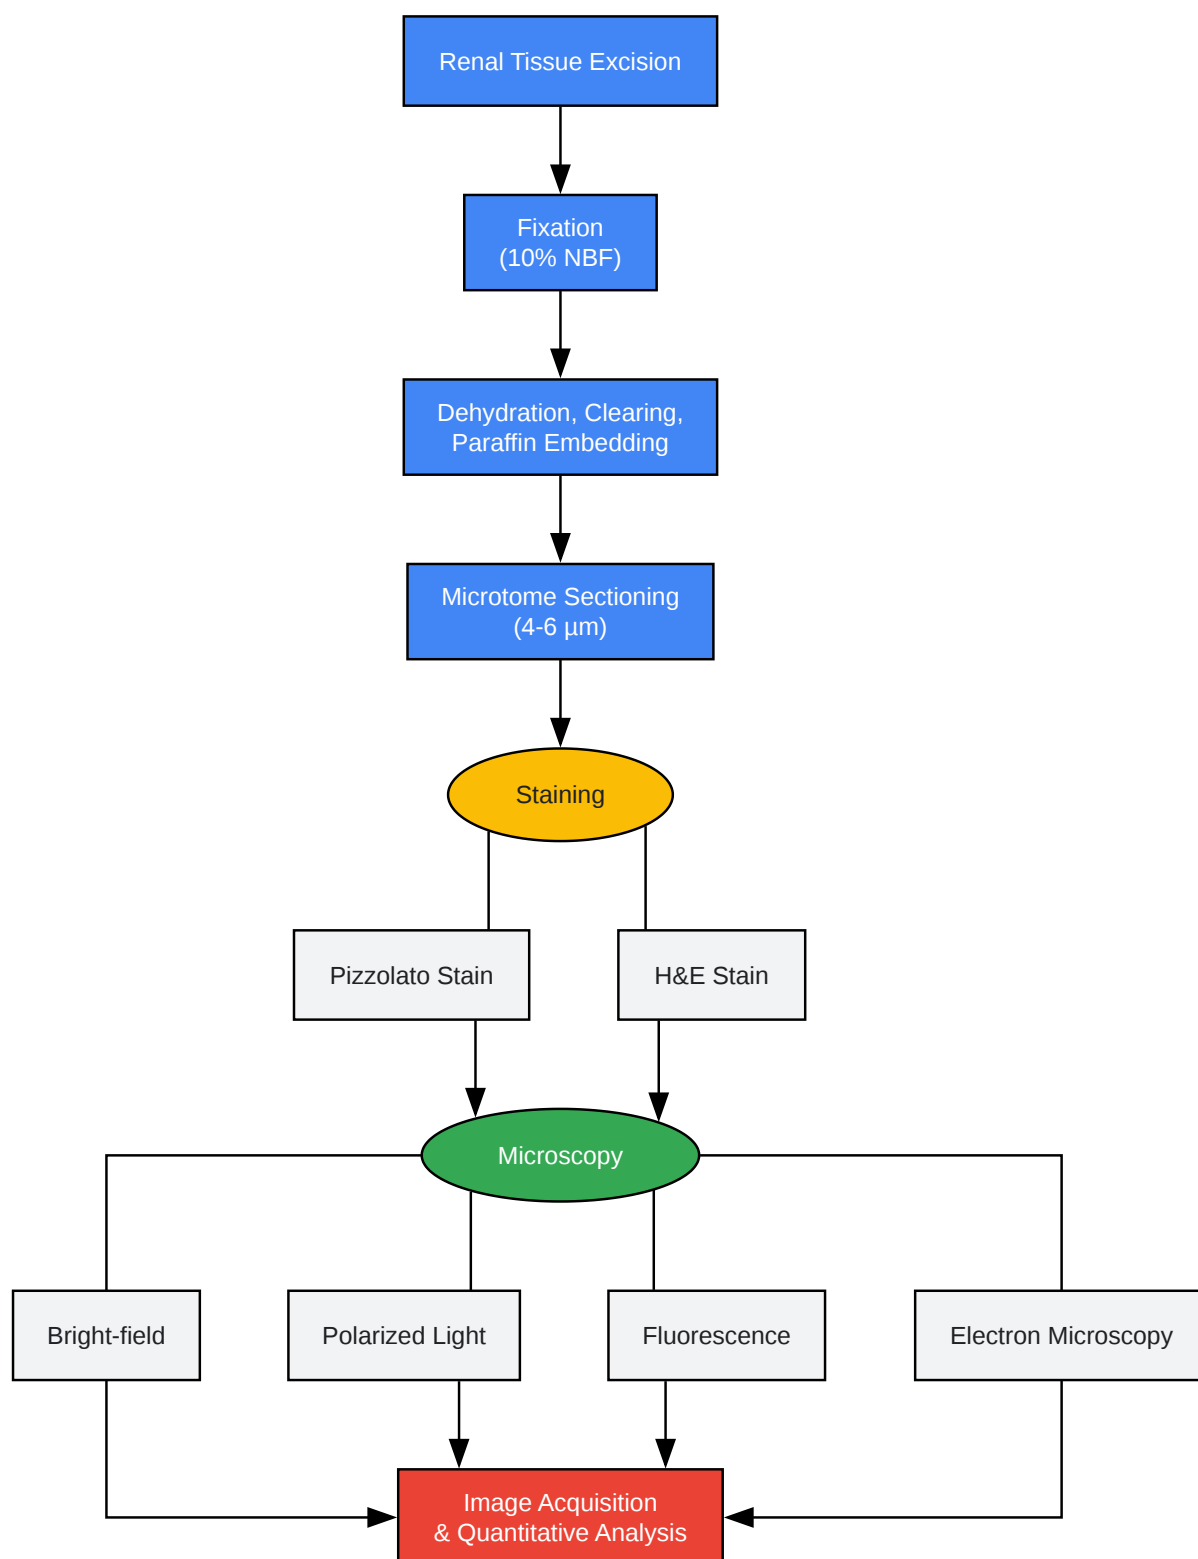 Renal Tissue Excision
Fixation
(10% NBF)
Dehydration, Clearing,
Paraffin Embedding
Microtome Sectioning
(4-6 µm)
Staining
Pizzolato Stain
H&E Stain
Microscopy
Bright-field
Polarized Light
Fluorescence
Electron Microscopy
Image Acquisition
& Quantitative Analysis